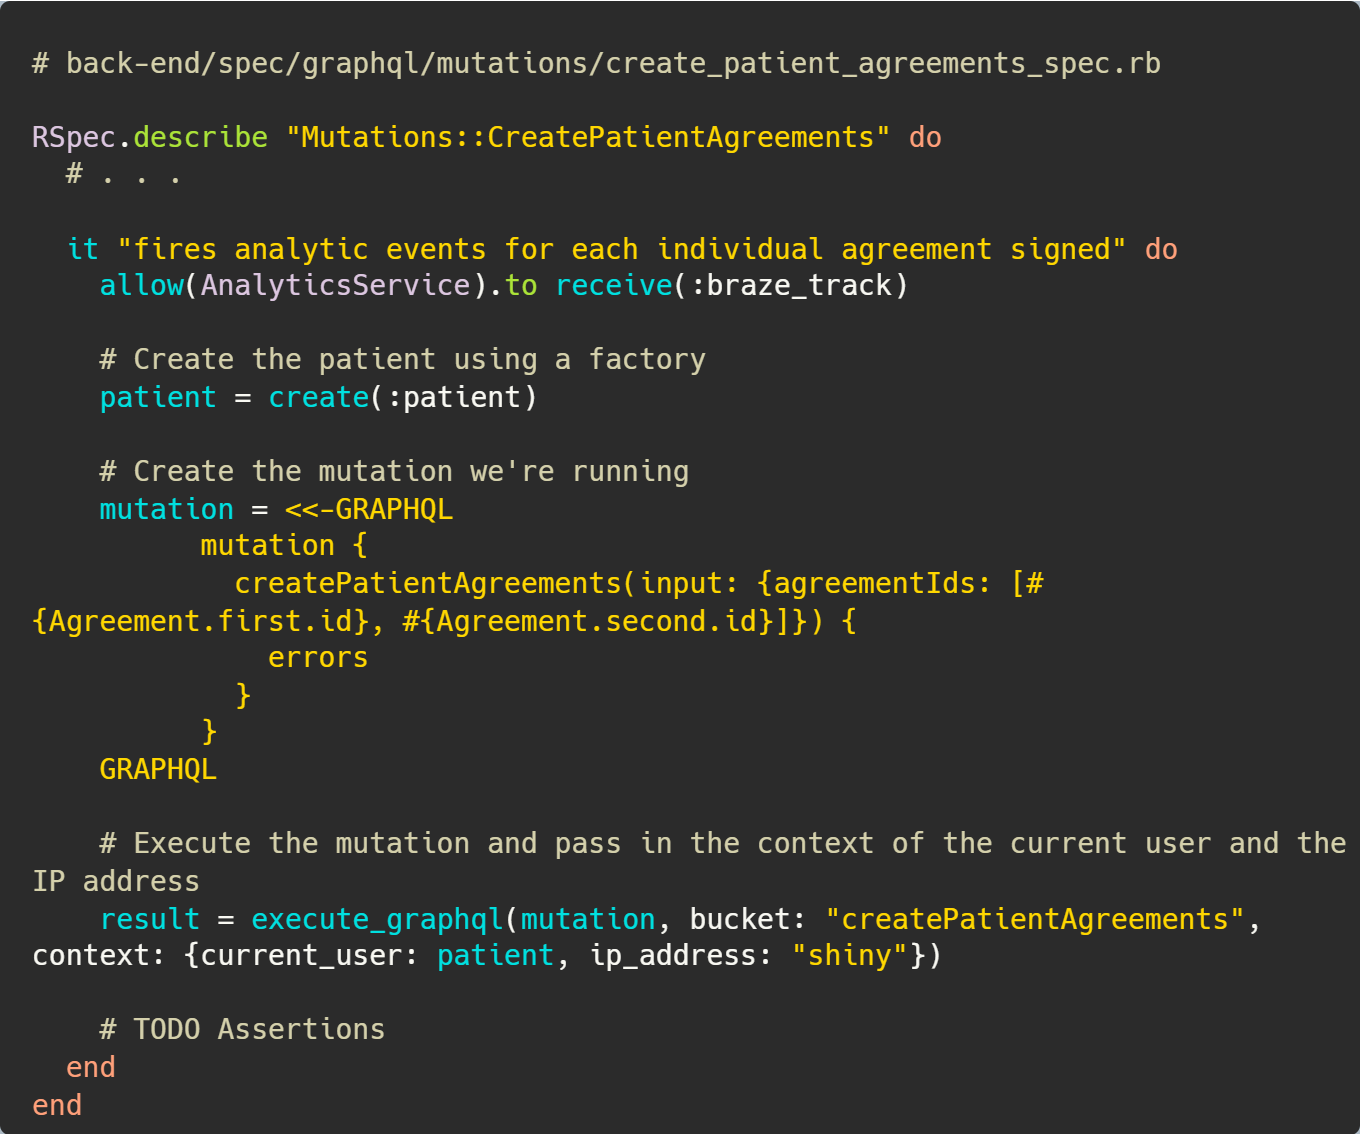 # back-end/spec/graphql/mutations/create_patient_agreements_spec.rb
RSpec.describe "Mutations::CreatePatientAgreements" do
# . . .
it "fires analytic events for each individual agreement signed" do
allow(AnalyticsService).to receive(:braze_track)
# Create the patient using a factory
patient = create(:patient)
# Create the mutation we're running
mutation = <<-GRAPHQL
mutation {
createPatientAgreements(input: {agreementIds: [#
{Agreement.first.id}, #{Agreement.second.id}]}) {
errors
}
}
GRAPHQL
# Execute the mutation and pass in the context of the current user and the
IP address
result = execute_graphql(mutation, bucket: "createPatientAgreements",
context: {current_user: patient, ip_address: "shiny"})
# TODO Assertions
end
end